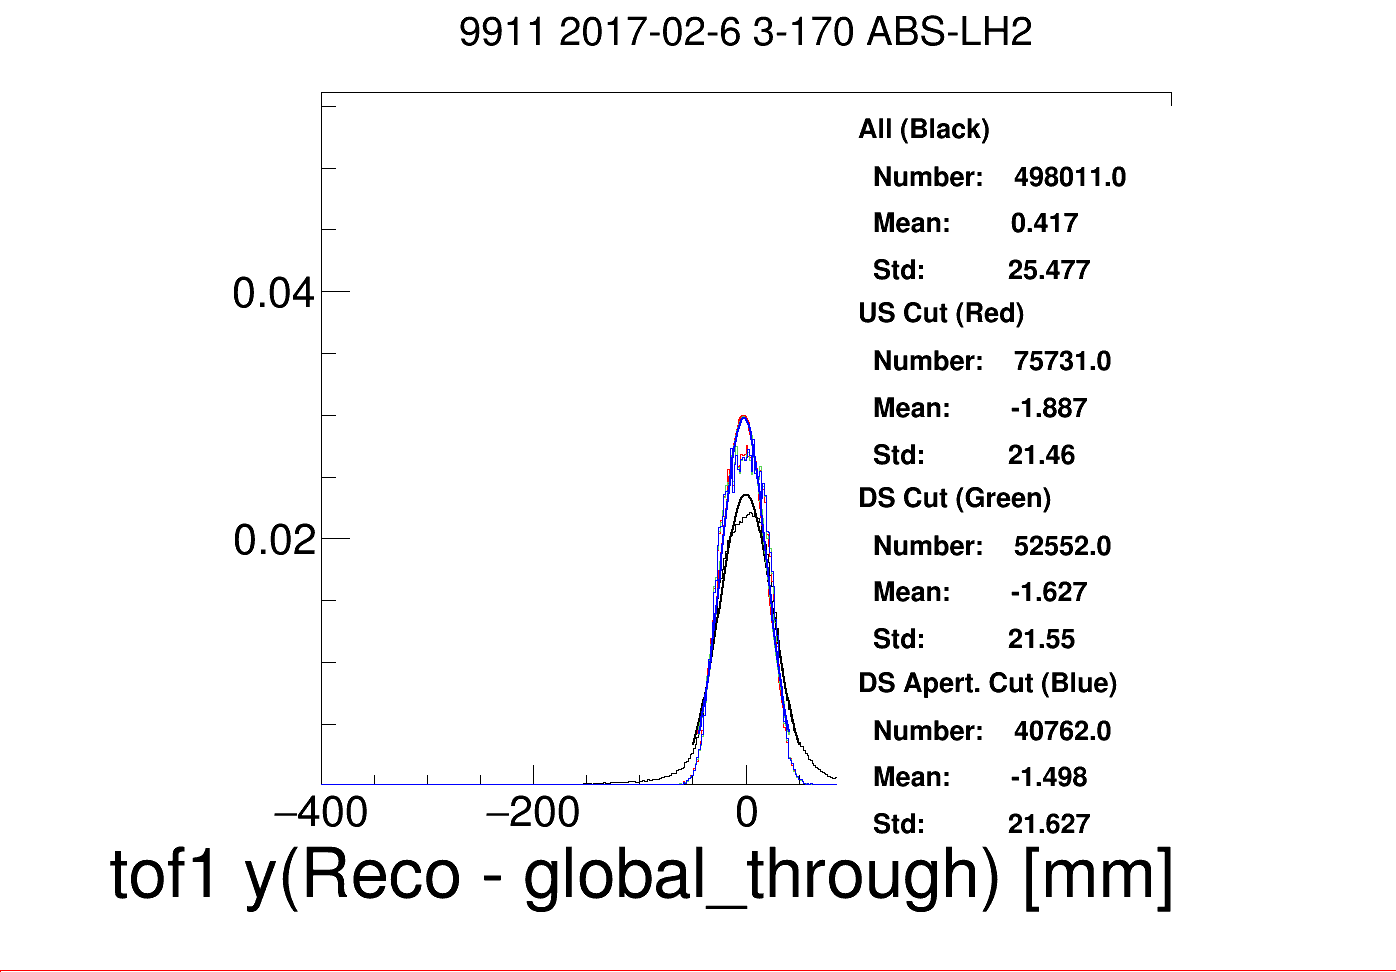 9911 2017-02-6 3-170 ABS-LH2
All (Black)
Number: 498011.0
Mean: 0.417
Std: 25.477
US Cut (Red)
Number: 75731.0
Mean: -1.887
Std: 21.46
DS Cut (Green)
Number: 52552.0
Mean: -1.627
Std: 21.55
DS Apert. Cut (Blue)
Number: 40762.0
Mean: -1.498
Std: 21.627
0.04
0.02
−400 −200 0
tof1 y(Reco - global_through) [mm]